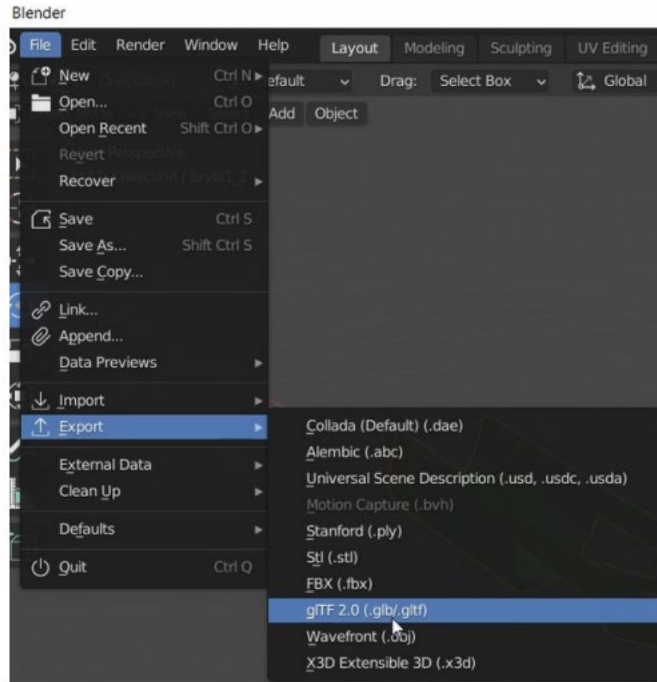 Blender
File Edit Render Window Help Layout Modeling Sculpting UV Editing
New Ctrl N
efault Drag: Select Box Global
Open... Ctrl O
Add Object
Open Recent Shift Ctrl O
Revert
Recover
Save Ctrl S
Save As... Shift Ctrl S
Save Copy...
Link...
Append...
Data Previews
Import
Export
External Data
Clean Up
Defaults
Quit Ctrl Q
Collada (Default) (.dae)
Alembic (.abc)
Universal Scene Description (.usd, .usdc, .usda)
Motion Capture (.bvh)
Stanford (.ply)
Stl (.stl)
FBX (.fbx)
glTF 2.0 (.glb/.gltf)
Wavefront (.obj)
X3D Extensible 3D (.x3d)